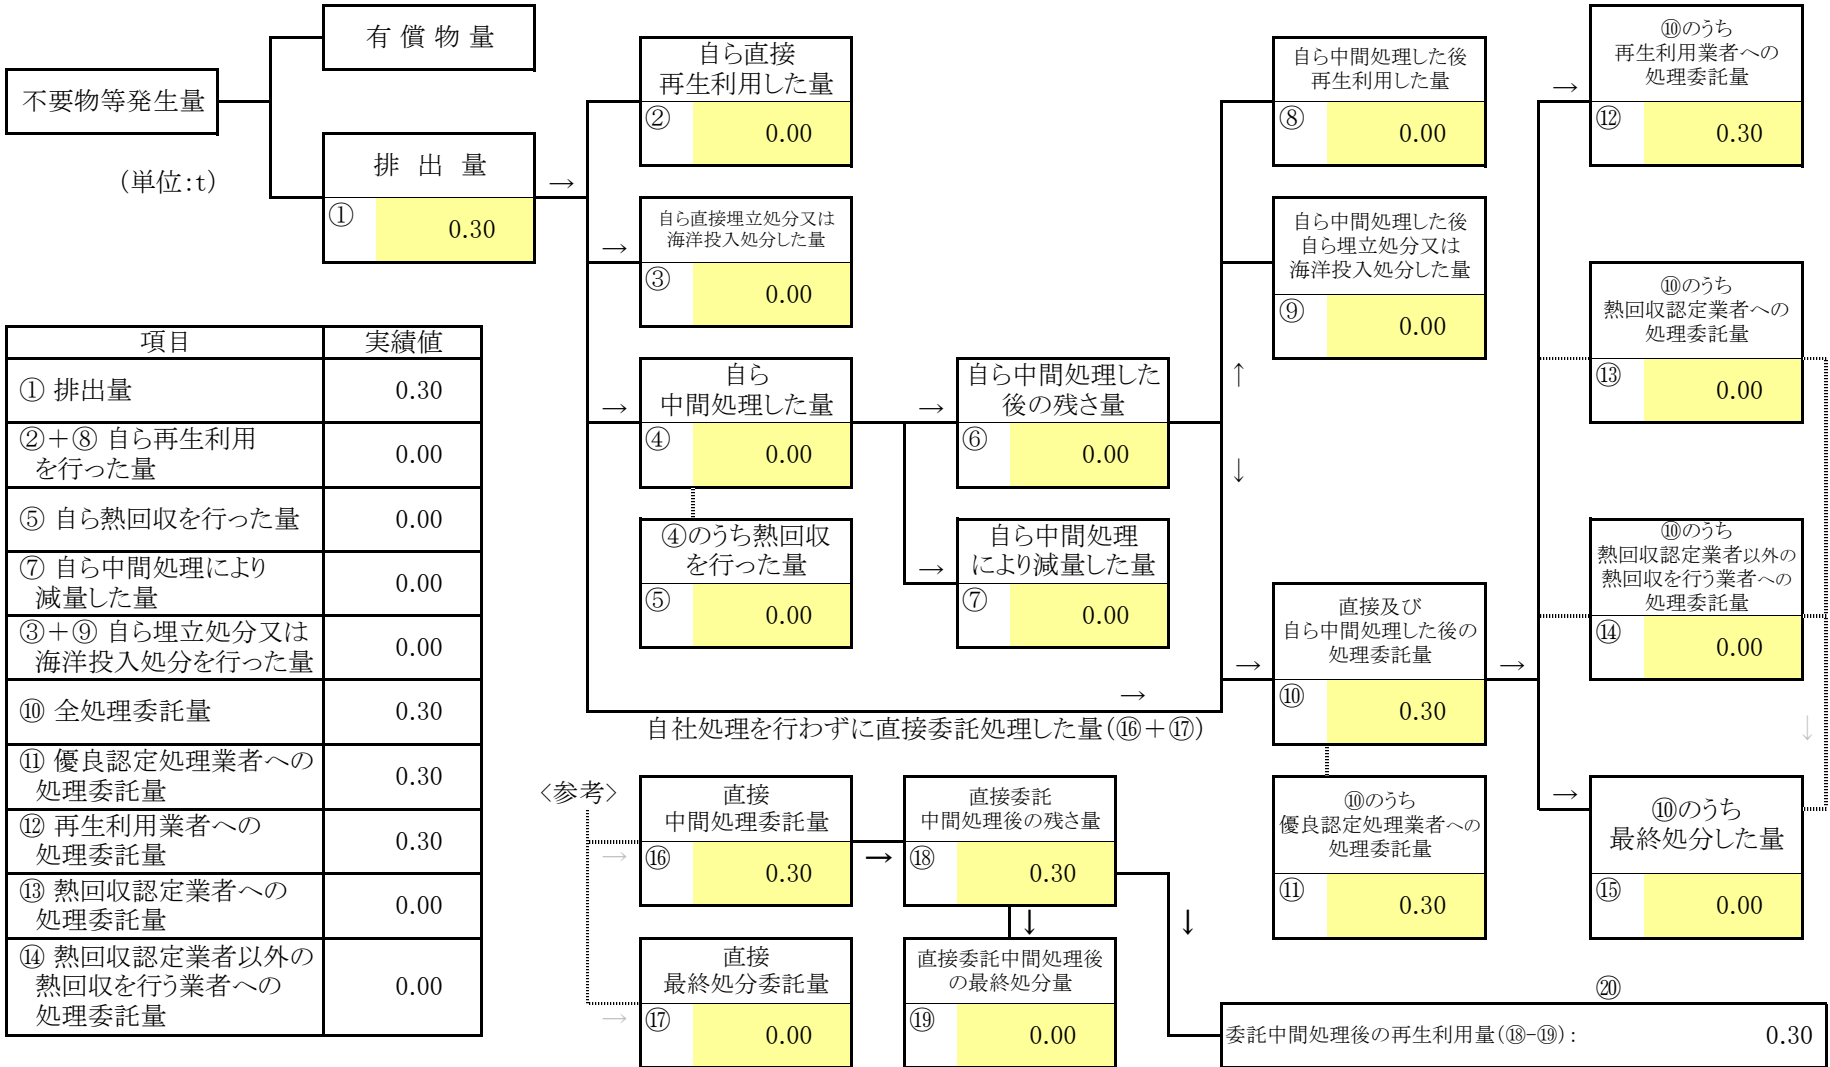 不要物等発生量
有 償 物 量
排 出 量
① 0.30
(単位:t)
→
自ら直接
再生利用した量
② 0.00
→
自ら直接埋立処分又は
海洋投入処分した量
③ 0.00
→
自ら
中間処理した量
④ 0.00
④のうち熱回収
を行った量
⑤ 0.00
→
自ら中間処理した
後の残さ量
⑥ 0.00
→
自ら中間処理
により減量した量
⑦ 0.00
↑
↓
自ら中間処理した後
再生利用した量
⑧ 0.00
自ら中間処理した後
自ら埋立処分又は
海洋投入処分した量
⑨ 0.00
→
自社処理を行わずに直接委託処理した量(⑯+⑰)
→
直接及び
自ら中間処理した後の
処理委託量
⑩ 0.30
⑩のうち
優良認定処理業者への
処理委託量
⑪ 0.30
→
→
⑩のうち
再生利用業者への
処理委託量
⑫ 0.30
⑩のうち
熱回収認定業者への
処理委託量
⑬ 0.00
⑩のうち
熱回収認定業者以外の
熱回収を行う業者への
処理委託量
⑭ 0.00
↓
→
⑩のうち
最終処分した量
⑮ 0.00
項目 実績値
① 排出量 0.30
②+⑧ 自ら再生利用
を行った量 0.00
⑤ 自ら熱回収を行った量 0.00
⑦ 自ら中間処理により
減量した量 0.00
③+⑨ 自ら埋立処分又は
海洋投入処分を行った量 0.00
⑩ 全処理委託量 0.30
⑪ 優良認定処理業者への
処理委託量 0.30
⑫ 再生利用業者への
処理委託量 0.30
⑬ 熱回収認定業者への
処理委託量 0.00
⑭ 熱回収認定業者以外の
熱回収を行う業者への
処理委託量 0.00
<参考>
→
直接
中間処理委託量
⑯ 0.30
→
直接
最終処分委託量
⑰ 0.00
→
直接委託
中間処理後の残さ量
⑱ 0.30
↓
直接委託中間処理後
の最終処分量
⑲ 0.00
↓
⑳
委託中間処理後の再生利用量(⑱-⑲): 0.30